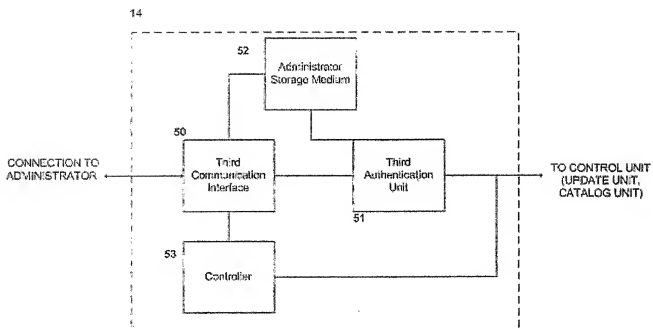 14
52
Administrator
Storage Medium
50
CONNECTION TO
ADMINISTRATOR
Third
Communication
Interface
Third
Authentication
Unit
TO CONTROL UNIT
(UPDATE UNIT,
CATALOG UNIT)
51
53
Controller